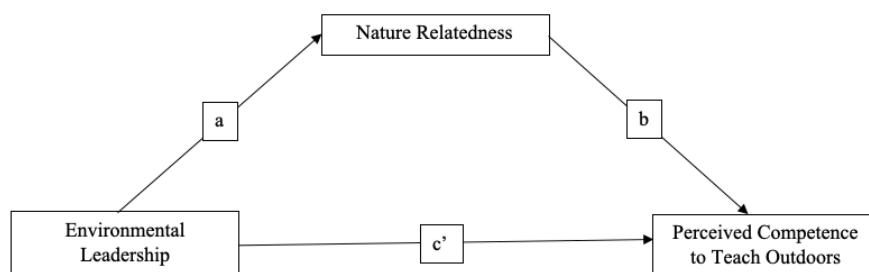 Nature Relatedness
a
b
Environmental
Leadership
c’
Perceived Competence
to Teach Outdoors